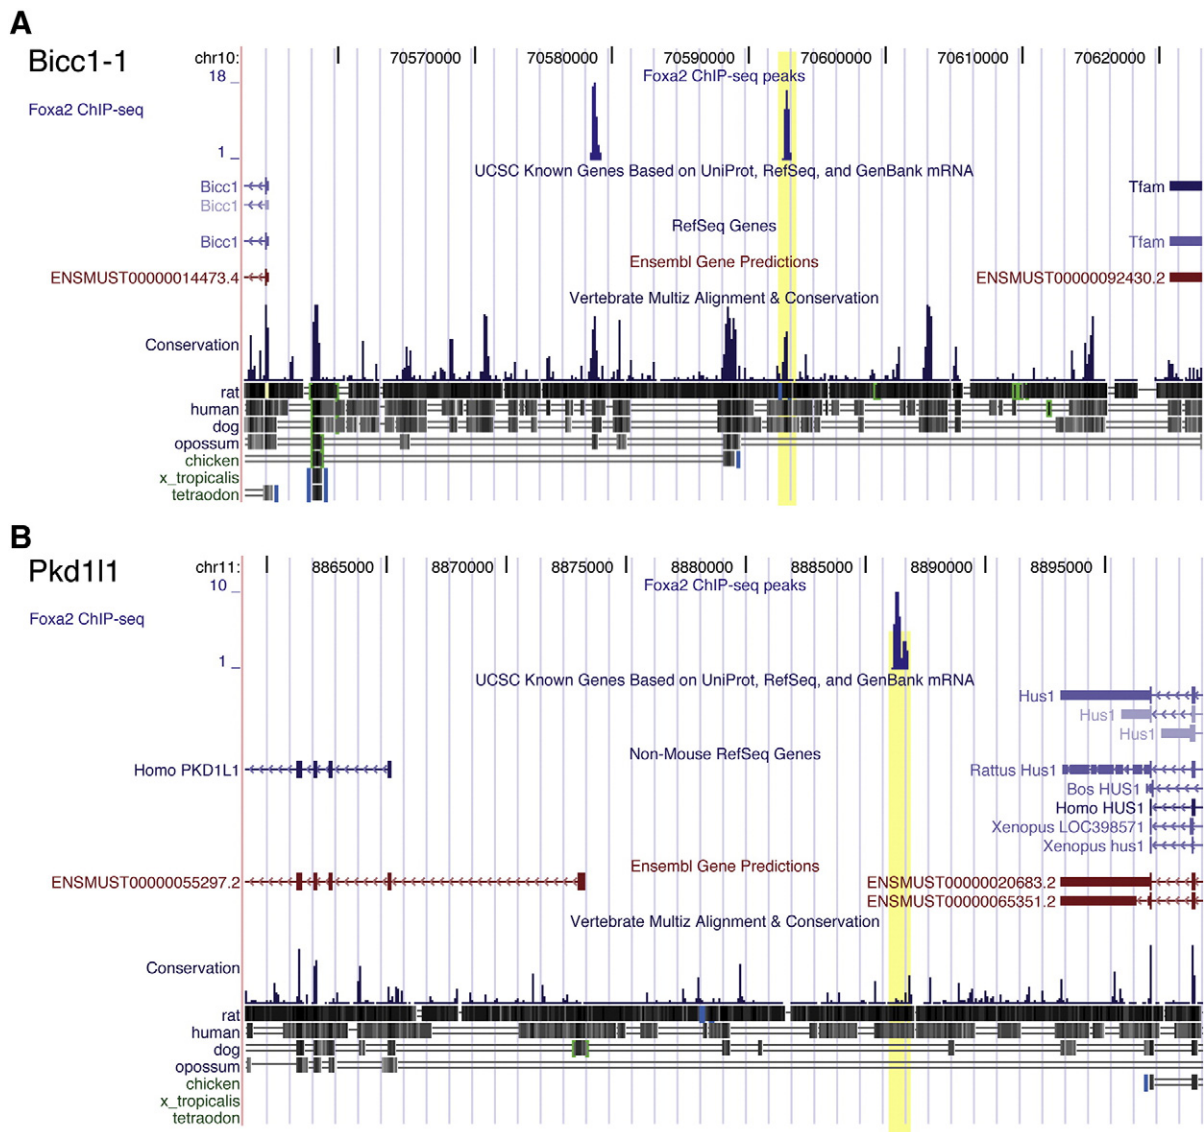 A
Bicc1-1
chr10: 70570000 70580000 70590000 70600000 70610000 70620000
18
Foxa2 ChIP-seq peaks
Foxa2 ChIP-seq
1
UCSC Known Genes Based on UniProt, RefSeq, and GenBank mRNA
Bicc1 Tfam
Bicc1
RefSeq Genes
Bicc1 Tfam
Ensembl Gene Predictions
ENSMUST00000014473.4 ENSMUST00000092430.2
Vertebrate Multiz Alignment & Conservation
Conservation
rat
human
dog
opossum
chicken
x_tropicalis
tetraodon
B
Pkd1l1
chr11: 8865000 8870000 8875000 8880000 8885000 8890000 8895000
10
Foxa2 ChIP-seq peaks
Foxa2 ChIP-seq
1
UCSC Known Genes Based on UniProt, RefSeq, and GenBank mRNA
Hus1
Hus1
Hus1
Non-Mouse RefSeq Genes
Homo PKD1L1 Rattus Hus1
Bos HUS1
Homo HUS1
Xenopus LOC398571
Xenopus hus1
Ensembl Gene Predictions
ENSMUST00000055297.2 ENSMUST00000020683.2
ENSMUST00000065351.2
Vertebrate Multiz Alignment & Conservation
Conservation
rat
human
dog
opossum
chicken
x_tropicalis
tetraodon